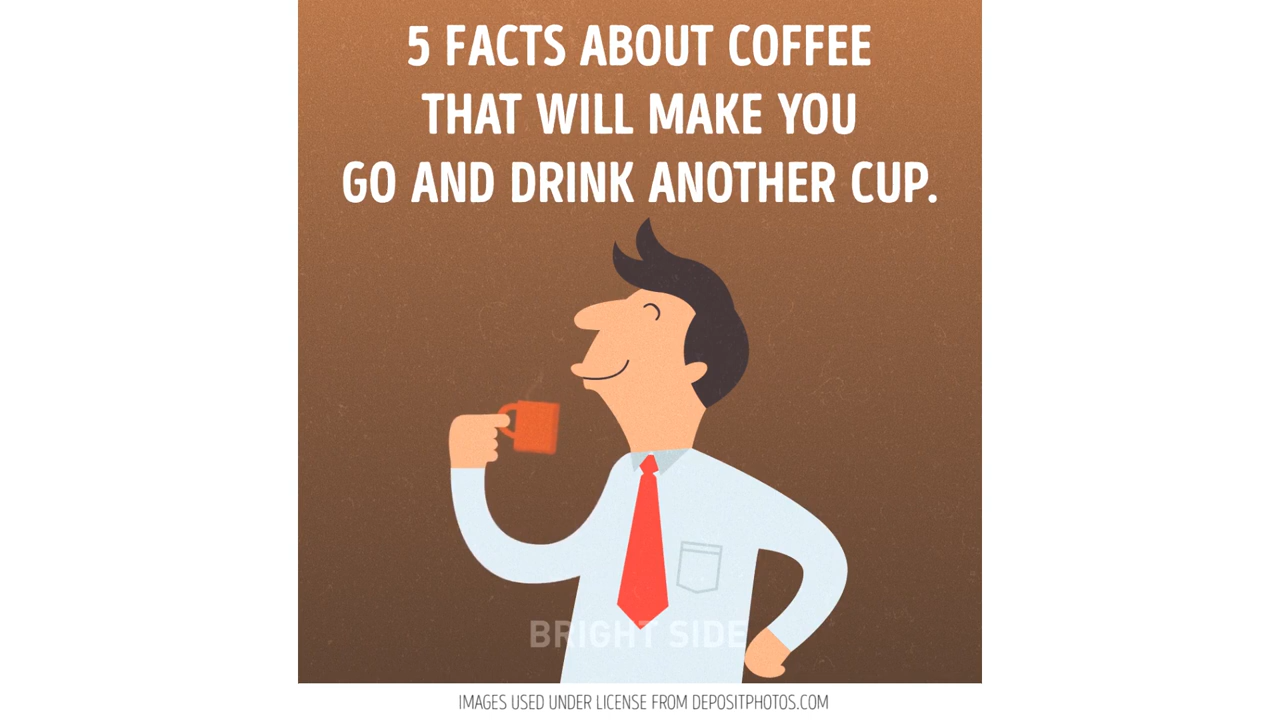 5 FACTS ABOUT COFFEE
THAT WILL MAKE YOU
GO AND DRINK ANOTHER CUP.
BRIGHT SIDE
IMAGES USED UNDER LICENSE FROM DEPOSITPHOTOS.COM